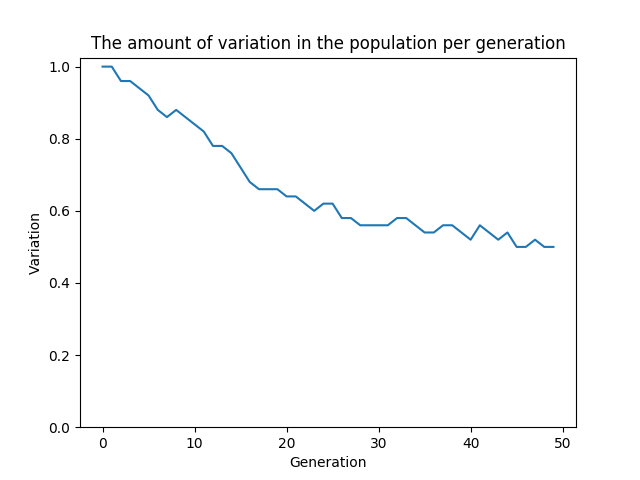 The amount of variation in the population per generation
1.0
0.8
0.6
0.4
0.2
0.0
Variation
0 10 20 30 40 50
Generation